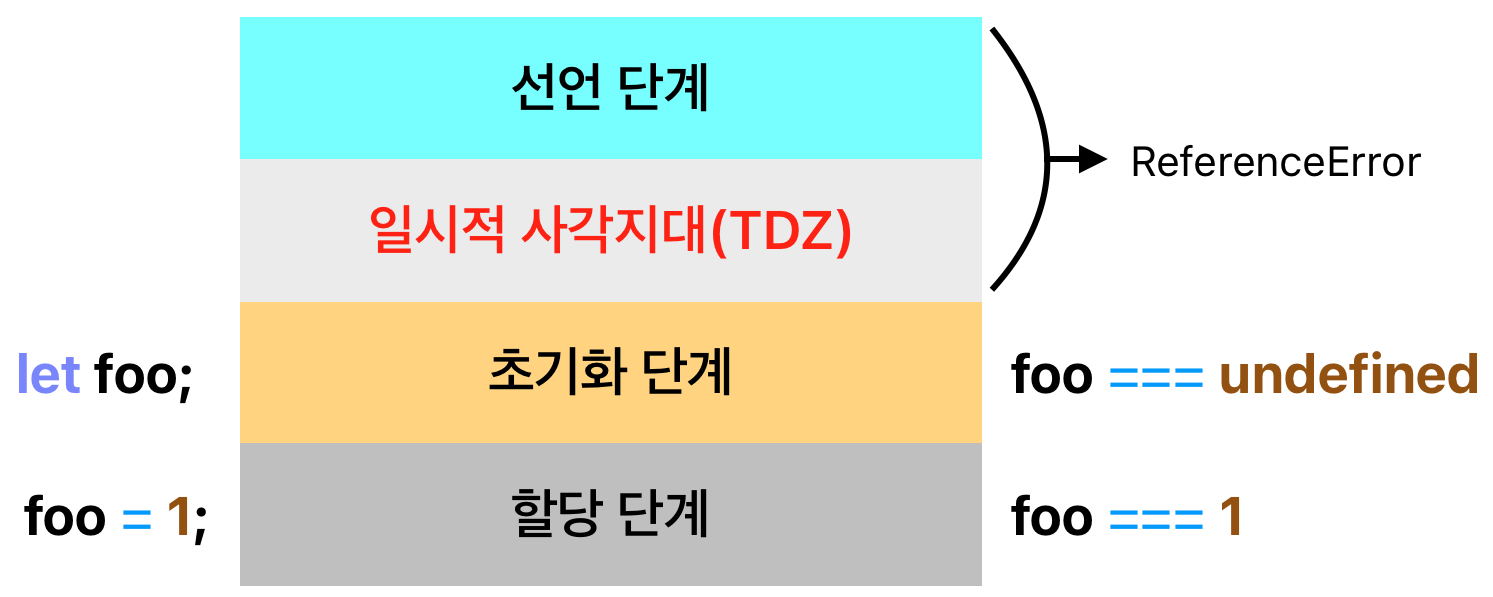 선언 단계
ReferenceError
일시적 사각지대(TDZ)
let foo;
초기화 단계
foo === undefined
foo = 1;
할당 단계
foo === 1